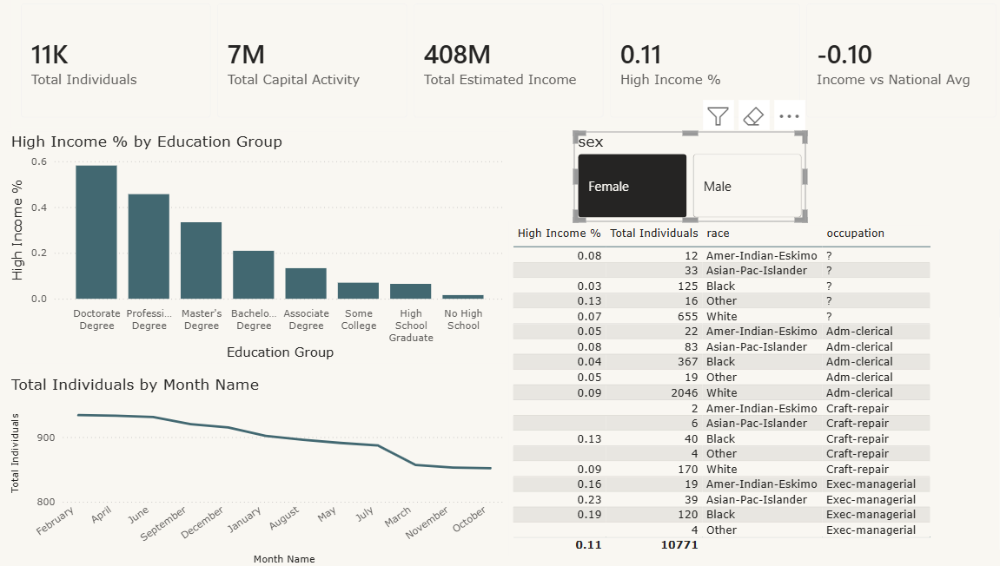 11K
Total Individuals
7M
Total Capital Activity
408M
Total Estimated Income
0.11
High Income %
-0.10
Income vs National Avg
High Income % by Education Group
High Income %
0.6
0.4
0.2
0.0
Doctorate Degree
Professi... Degree
Master's Degree
Bachelo... Degree
Associate Degree
Some College
High School Graduate
No High School
Education Group
Total Individuals by Month Name
Total Individuals
900
800
February
April
June
September
December
January
August
May
July
March
November
October
Month Name
sex
Female
Male
High Income % Total Individuals race occupation
0.08 12 Amer-Indian-Eskimo ?
33 Asian-Pac-Islander ?
0.03 125 Black ?
0.13 16 Other ?
0.07 655 White ?
0.05 22 Amer-Indian-Eskimo Adm-clerical
0.08 83 Asian-Pac-Islander Adm-clerical
0.04 367 Black Adm-clerical
0.05 19 Other Adm-clerical
0.09 2046 White Adm-clerical
2 Amer-Indian-Eskimo Craft-repair
6 Asian-Pac-Islander Craft-repair
0.13 40 Black Craft-repair
4 Other Craft-repair
0.09 170 White Craft-repair
0.16 19 Amer-Indian-Eskimo Exec-managerial
0.23 39 Asian-Pac-Islander Exec-managerial
0.19 120 Black Exec-managerial
4 Other Exec-managerial
0.11 10771